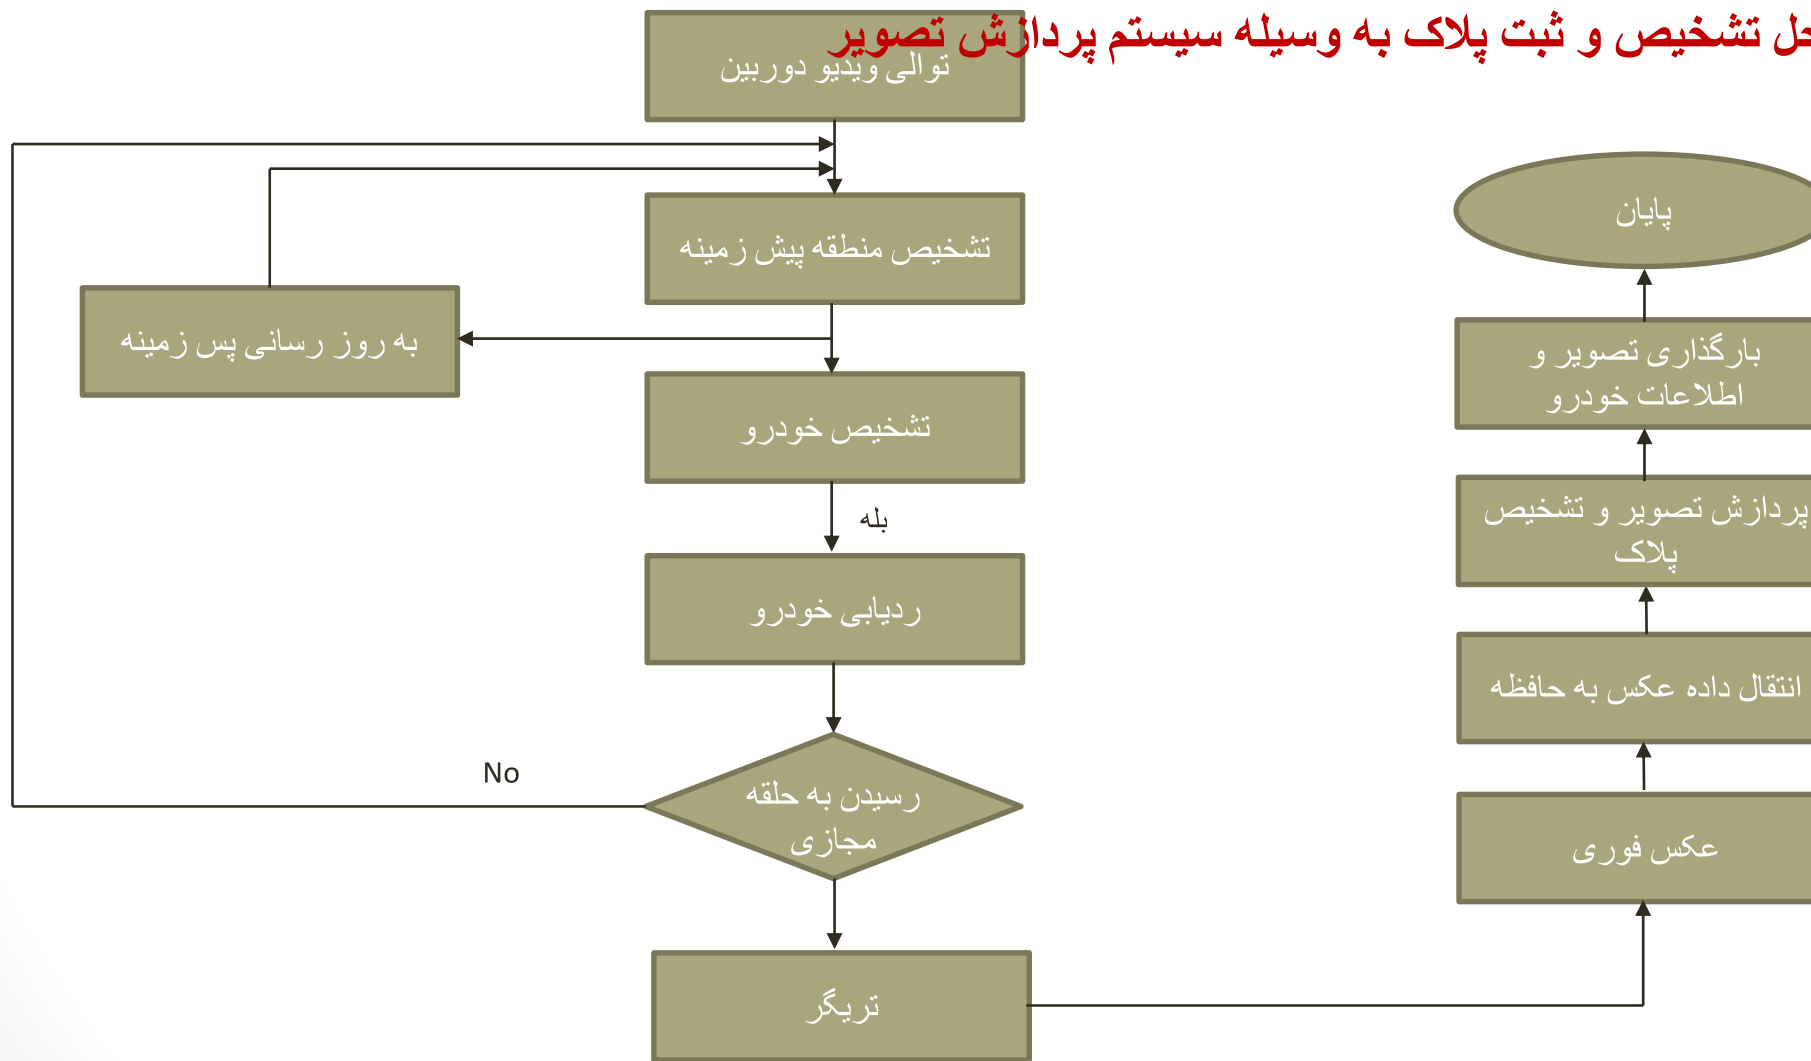 تشخیص و ثبت پلاک به وسیله سیستم پردازش تصویر
توالی ویدیو دوربین
تشخیص منطقه پیش زمینه
به روز رسانی پس زمینه
تشخیص خودرو
بله
ردیابی خودرو
رسیدن به حلقه
مجازی
No
تریگر
عکس فوری
انتقال داده عکس به حافظه
پردازش تصویر و تشخیص
پلاک
بارگذاری تصویر و
اطلاعات خودرو
پایان